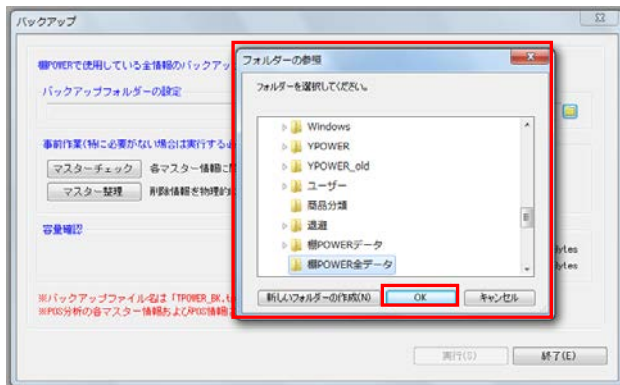 バックアップ
棚POWERで使用している全情報のバックアッ
バックアップフォルダーの設定
事前作業(特に必要がない場合は実行する必
マスターチェック 各マスター情報に
マスター整理 削除情報を物理的
容量確認
ytes
ytes
※バックアップファイル名は「TPOWER_BK.
※POS分析の各マスター情報およびPOS情報
実行(S)
終了(E)
フォルダーの参照
フォルダーを選択してください。
Windows
YPOWER
YPOWER_old
ユーザー
商品分類
退避
棚POWERデータ
棚POWER全データ
新しいフォルダーの作成(N) OK キャンセル